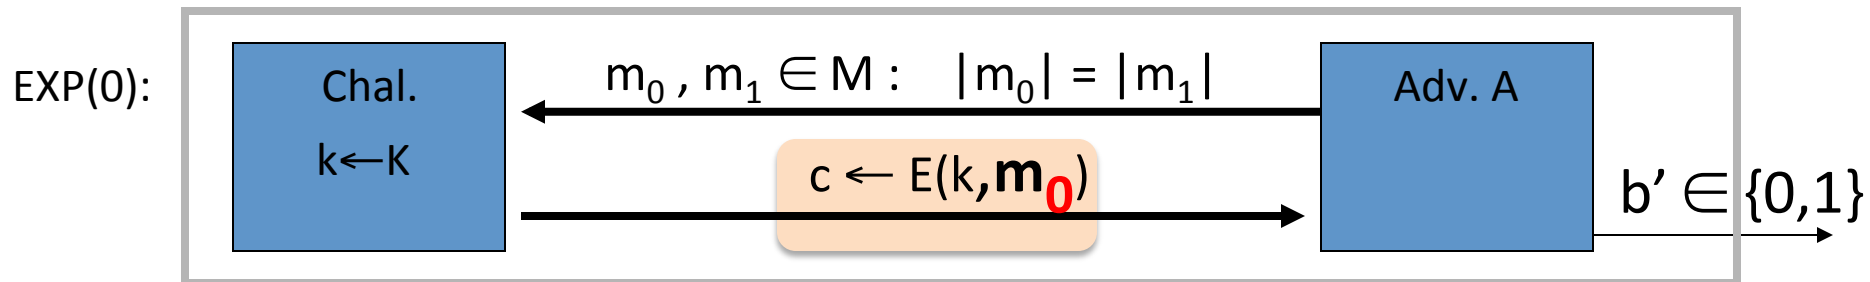 EXP(0):
Chal.
k←K
m₀ , m₁ ∈ M : |m₀| = |m₁|
c ← E(k,m₀)
Adv. A
b’ ∈ {0,1}